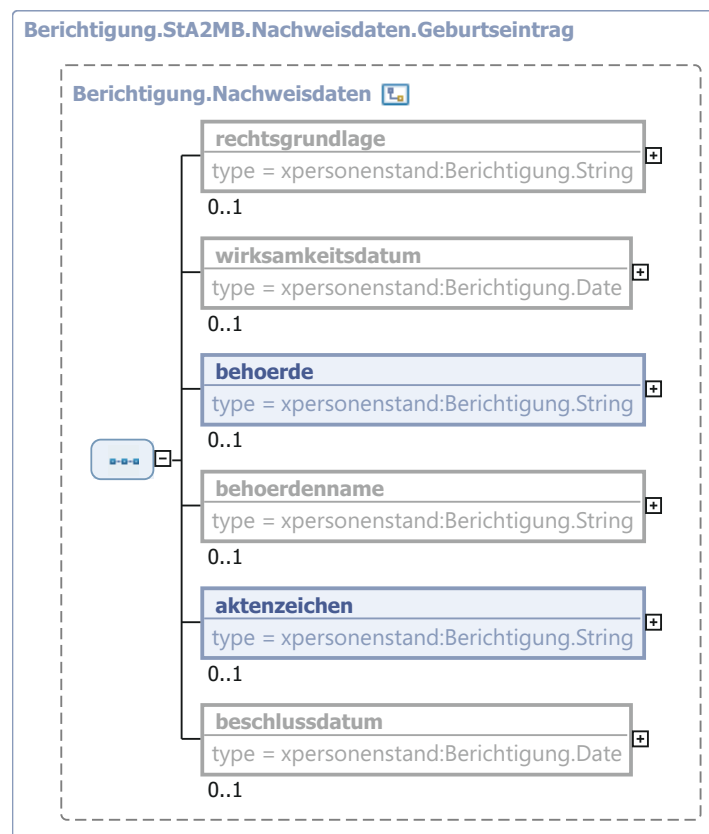 Berichtigung.StA2MB.Nachweisdaten.Geburtseintrag
Berichtigung.Nachweisdaten
rechtsgrundlage
type = xpersonenstand:Berichtigung.String
0..1
wirksamkeitsdatum
type = xpersonenstand:Berichtigung.Date
0..1
behoerde
type = xpersonenstand:Berichtigung.String
0..1
behoerdenname
type = xpersonenstand:Berichtigung.String
0..1
aktenzeichen
type = xpersonenstand:Berichtigung.String
0..1
beschlussdatum
type = xpersonenstand:Berichtigung.Date
0..1